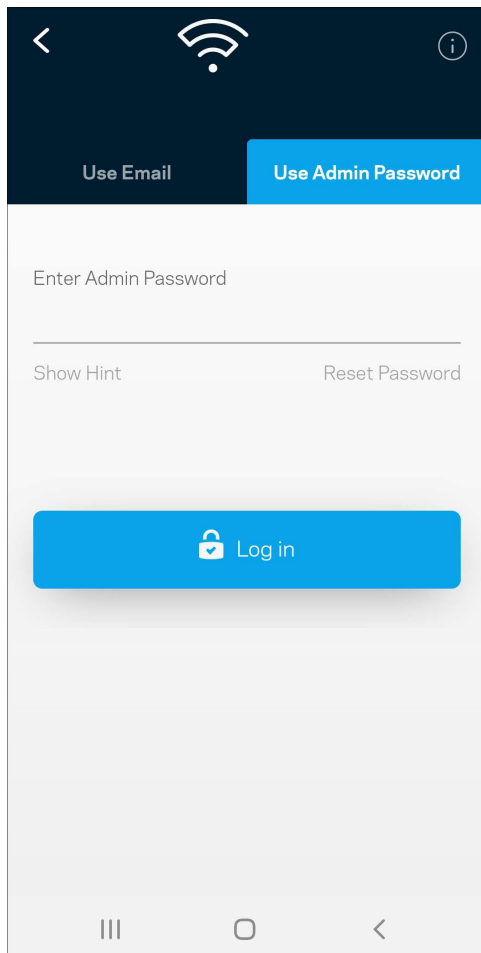 Use Email
Use Admin Password
Enter Admin Password
Show Hint
Reset Password
Log in